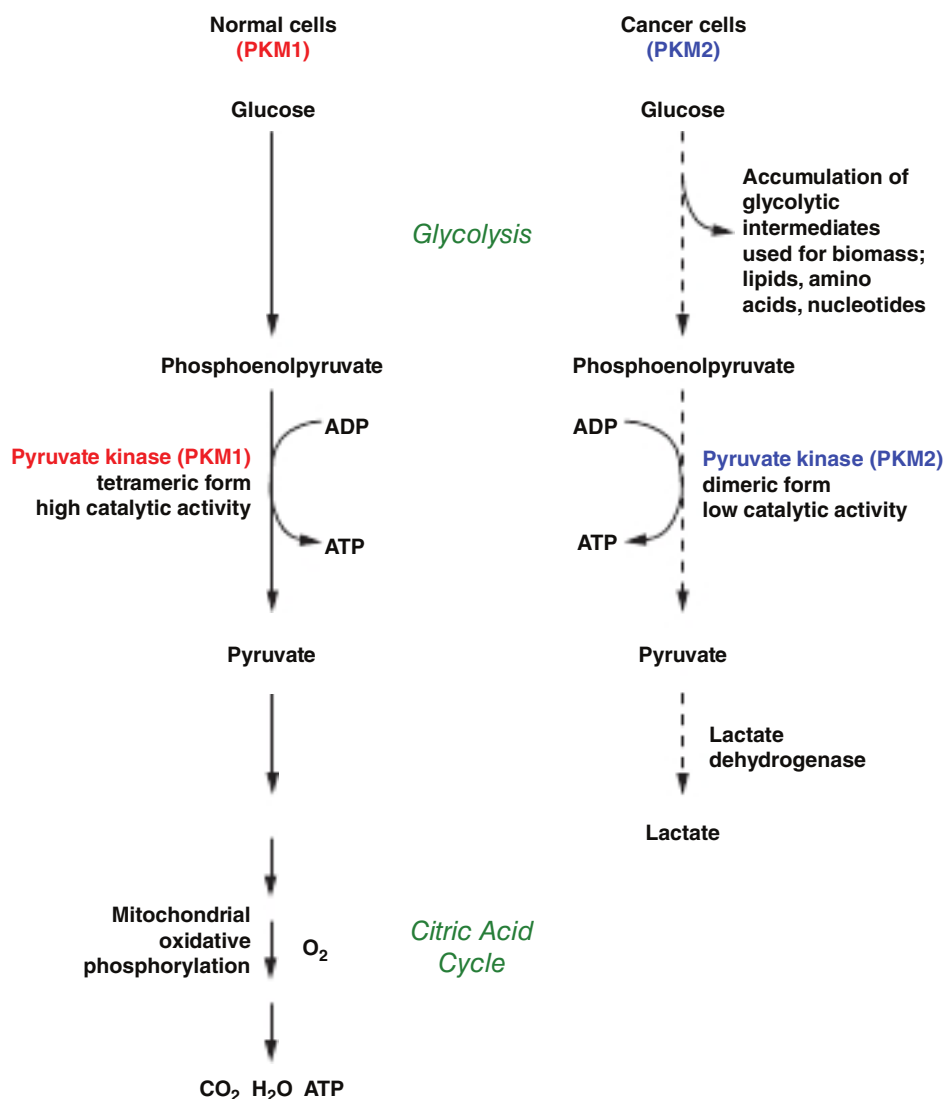 Normal cells
(PKM1)
Cancer cells
(PKM2)
Glucose
Glucose
Accumulation of
glycolytic
intermediates
used for biomass;
lipids, amino
acids, nucleotides
Glycolysis
Phosphoenolpyruvate
Phosphoenolpyruvate
ADP
ADP
Pyruvate kinase (PKM1)
tetrameric form
high catalytic activity
Pyruvate kinase (PKM2)
dimeric form
low catalytic activity
ATP
ATP
Pyruvate
Pyruvate
Lactate
dehydrogenase
Lactate
Mitochondrial
oxidative
phosphorylation
O₂
Citric Acid
Cycle
CO₂ H₂O ATP